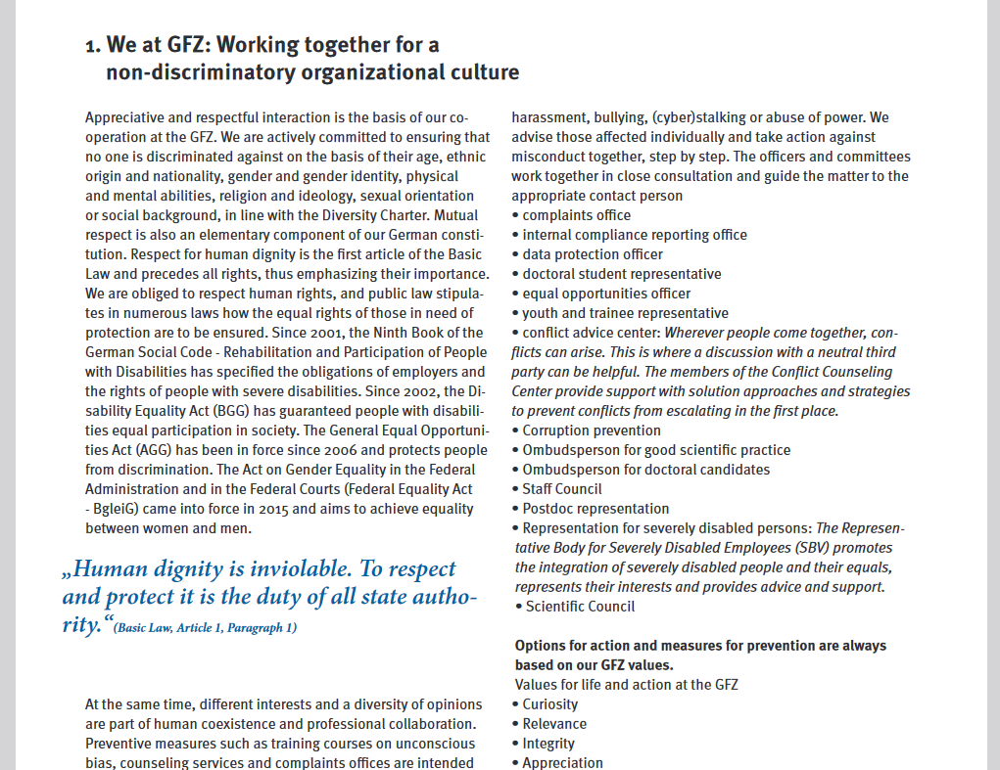 1. We at GFZ: Working together for a
non-discriminatory organizational culture
Appreciative and respectful interaction is the basis of our co-
operation at the GFZ. We are actively committed to ensuring that
no one is discriminated against on the basis of their age, ethnic
origin and nationality, gender and gender identity, physical
and mental abilities, religion and ideology, sexual orientation
or social background, in line with the Diversity Charter. Mutual
respect is also an elementary component of our German consti-
tution. Respect for human dignity is the first article of the Basic
Law and precedes all rights, thus emphasizing their importance.
We are obliged to respect human rights, and public law stipula-
tes in numerous laws how the equal rights of those in need of
protection are to be ensured. Since 2001, the Ninth Book of the
German Social Code - Rehabilitation and Participation of People
with Disabilities has specified the obligations of employers and
the rights of people with severe disabilities. Since 2002, the Di-
sability Equality Act (BGG) has guaranteed people with disabili-
ties equal participation in society. The General Equal Opportuni-
ties Act (AGG) has been in force since 2006 and protects people
from discrimination. The Act on Gender Equality in the Federal
Administration and in the Federal Courts (Federal Equality Act
- BgleiG) came into force in 2015 and aims to achieve equality
between women and men.
„Human dignity is inviolable. To respect
and protect it is the duty of all state autho-
rity.“ (Basic Law, Article 1, Paragraph 1)
At the same time, different interests and a diversity of opinions
are part of human coexistence and professional collaboration.
Preventive measures such as training courses on unconscious
bias, counseling services and complaints offices are intended
harassment, bullying, (cyber)stalking or abuse of power. We
advise those affected individually and take action against
misconduct together, step by step. The officers and committees
work together in close consultation and guide the matter to the
appropriate contact person
• complaints office
• internal compliance reporting office
• data protection officer
• doctoral student representative
• equal opportunities officer
• youth and trainee representative
• conflict advice center: Wherever people come together, con-
flicts can arise. This is where a discussion with a neutral third
party can be helpful. The members of the Conflict Counseling
Center provide support with solution approaches and strategies
to prevent conflicts from escalating in the first place.
• Corruption prevention
• Ombudsperson for good scientific practice
• Ombudsperson for doctoral candidates
• Staff Council
• Postdoc representation
• Representation for severely disabled persons: The Represen-
tative Body for Severely Disabled Employees (SBV) promotes
the integration of severely disabled people and their equals,
represents their interests and provides advice and support.
• Scientific Council
Options for action and measures for prevention are always
based on our GFZ values.
Values for life and action at the GFZ
• Curiosity
• Relevance
• Integrity
• Appreciation